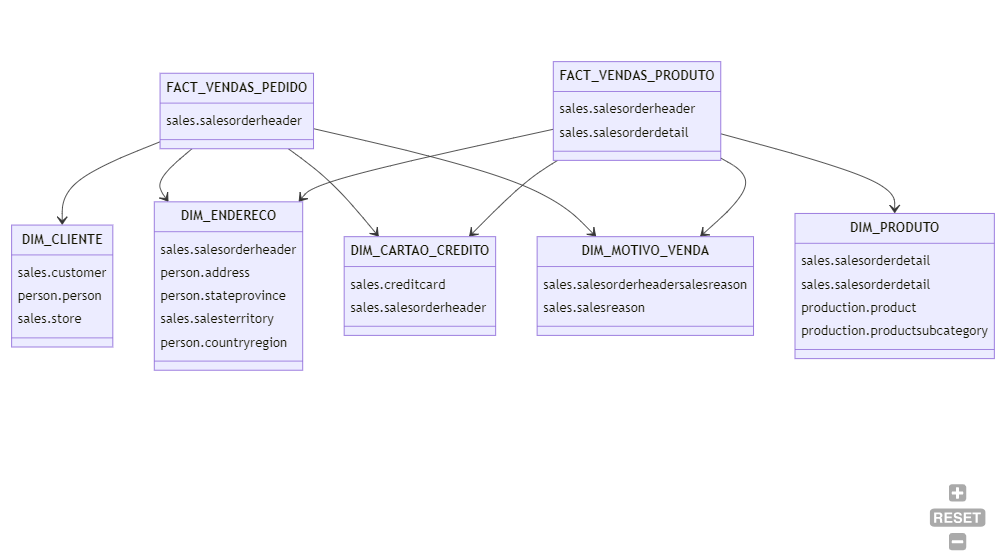 FACT_VENDAS_PEDIDO
sales.salesorderheader
FACT_VENDAS_PRODUTO
sales.salesorderheader
sales.salesorderdetail
DIM_CLIENTE
sales.customer
person.person
sales.store
DIM_ENDERECO
sales.salesorderheader
person.address
person.stateprovince
sales.salesterritory
person.countryregion
DIM_CARTAO_CREDITO
sales.creditcard
sales.salesorderheader
DIM_MOTIVO_VENDA
sales.salesorderheadersalesreason
sales.salesreason
DIM_PRODUTO
sales.salesorderdetail
sales.salesorderdetail
production.product
production.productsubcategory
RESET